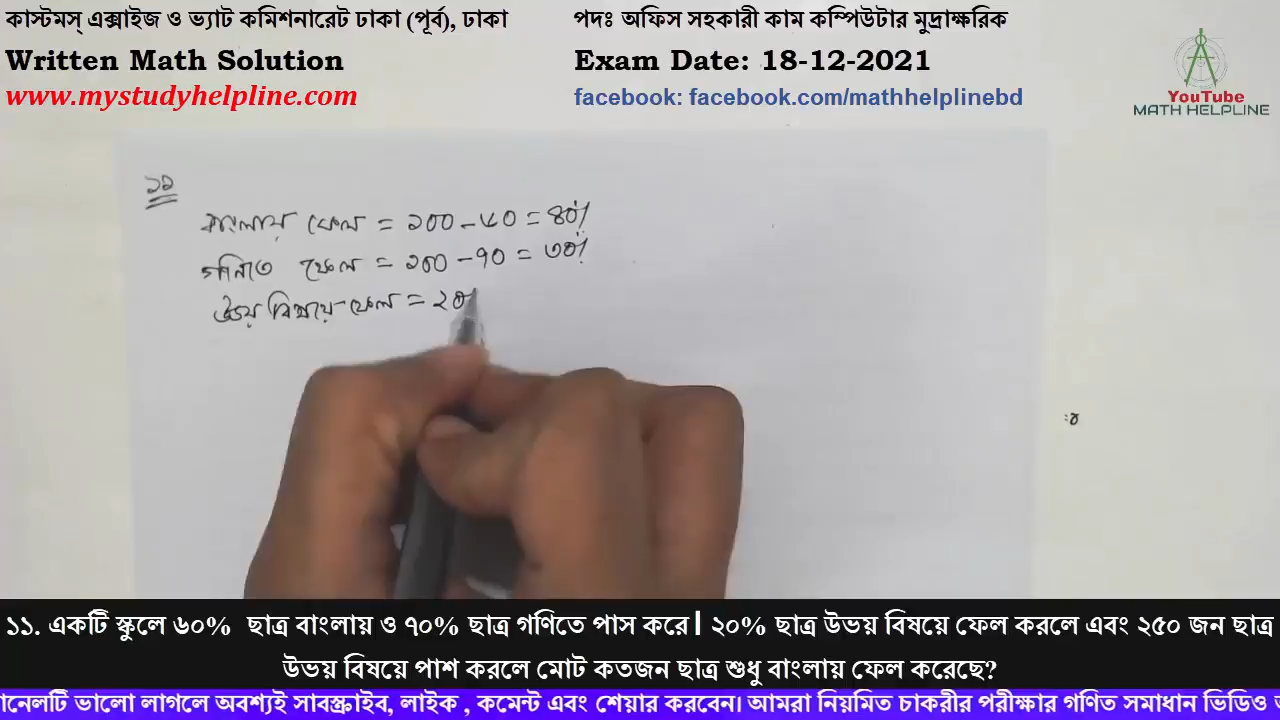 কাস্টমস্ এক্সাইজ ও ভ্যাট কমিশনারেট ঢাকা (পূর্ব), ঢাকা
পদঃ অফিস সহকারী কাম কম্পিউটার মুদ্রাক্ষরিক
Written Math Solution
Exam Date: 18-12-2021
www.mystudyhelpline.com
facebook: facebook.com/mathhelplinebd
YouTube
MATH HELPLINE
১১
বাংলায় ফেল = ১০০ - ৬০ = ৪০%
গণিতে ফেল = ১০০ - ৭০ = ৩০%
উভয় বিষয়ে ফেল = ২০
১১. একটি স্কুলে ৬০% ছাত্র বাংলায় ও ৭০% ছাত্র গণিতে পাস করে। ২০% ছাত্র উভয় বিষয়ে ফেল করলে এবং ২৫০ জন ছাত্র
উভয় বিষয়ে পাশ করলে মোট কতজন ছাত্র শুধু বাংলায় ফেল করেছে?
নেলটি ভালো লাগলে অবশ্যই সাবস্ক্রাইব, লাইক , কমেন্ট এবং শেয়ার করবেন। আমরা নিয়মিত চাকরীর পরীক্ষার গণিত সমাধান ভিডিও